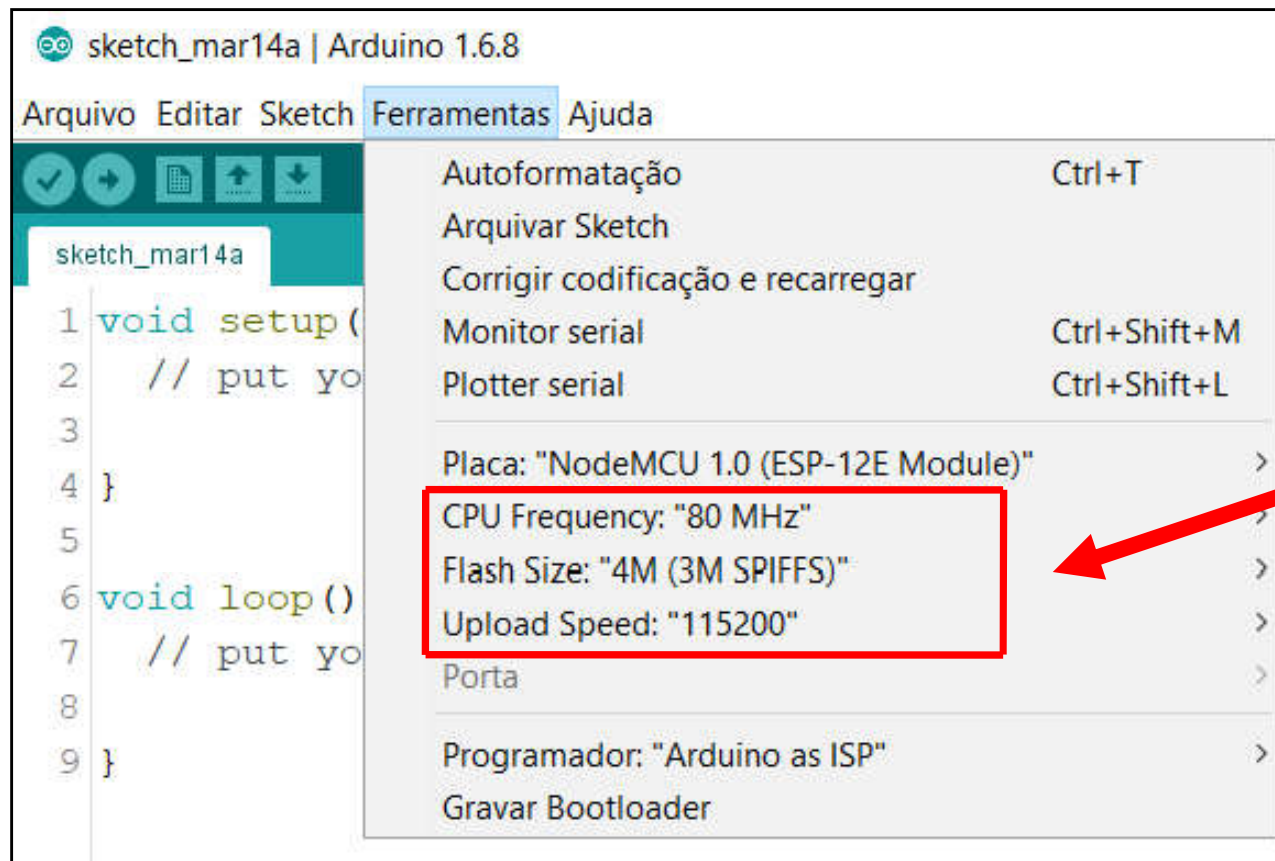 sketch_mar14a | Arduino 1.6.8
Arquivo Editar Sketch Ferramentas Ajuda
Autoformatação Ctrl+T
Arquivar Sketch
Corrigir codificação e recarregar
Monitor serial Ctrl+Shift+M
Plotter serial Ctrl+Shift+L
Placa: "NodeMCU 1.0 (ESP-12E Module)"
CPU Frequency: "80 MHz"
Flash Size: "4M (3M SPIFFS)"
Upload Speed: "115200"
Porta
Programador: "Arduino as ISP"
Gravar Bootloader
sketch_mar14a
1 void setup(
2 // put yo
3
4 }
5
6 void loop()
7 // put yo
8
9 }